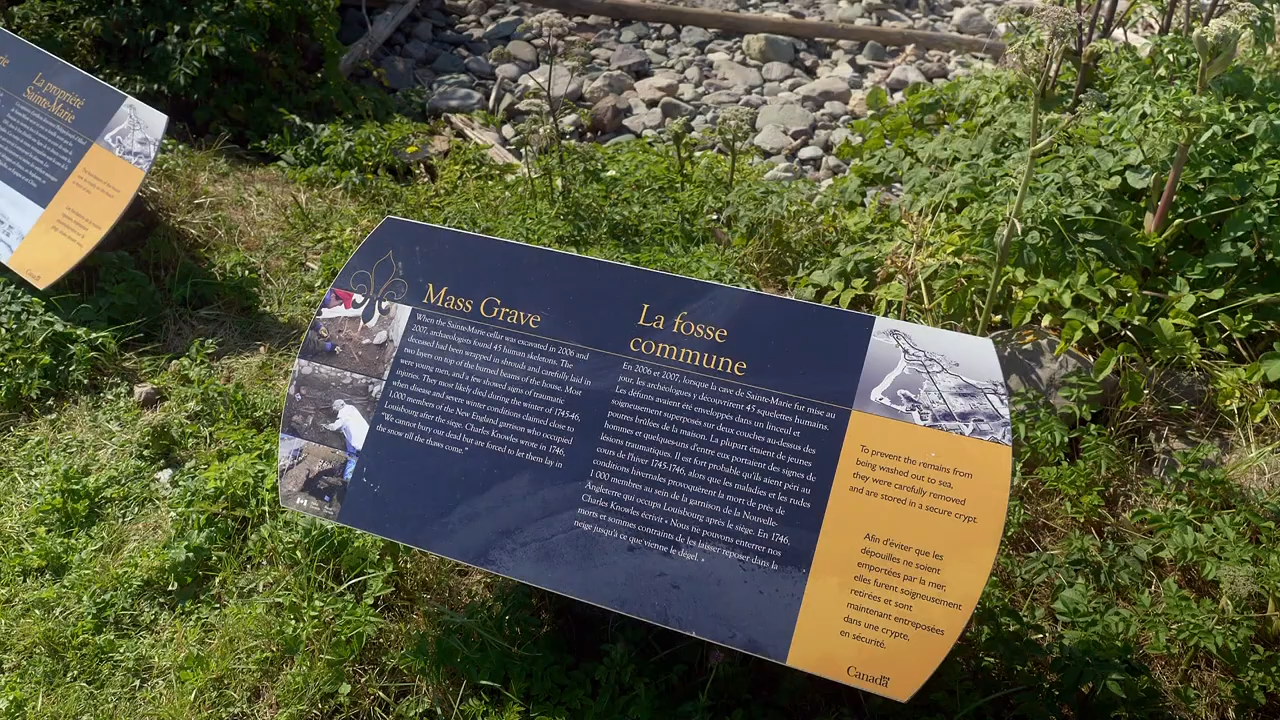 La propriété
Sainte-Marie
Canada
Mass Grave
When the Sainte-Marie cellar was excavated in 2006 and
2007, archaeologists found 45 human skeletons. The
deceased had been wrapped in shrouds and carefully laid in
two layers on top of the burned beams of the house. Most
were young men, and a few showed signs of traumatic
injuries. They most likely died during the winter of 1745-46,
when disease and severe winter conditions claimed close to
1,000 members of the New England garrison who occupied
Louisbourg after the siege. Charles Knowles wrote in 1746,
"We cannot bury our dead but are forced to let them lay in
the snow till the thaws come."
La fosse
commune
En 2006 et 2007, lorsque la cave de Sainte-Marie fut mise au
jour, les archéologues y découvrirent 45 squelettes humains.
Les défunts avaient été enveloppés dans un linceul et
soigneusement superposés sur deux couches au-dessus des
poutres brûlées de la maison. La plupart étaient de jeunes
hommes et quelques-uns d'entre eux portaient des signes de
lésions traumatiques. Il est fort probable qu'ils aient péri au
cours de l'hiver 1745-1746, alors que les maladies et les rudes
conditions hivernales provoquèrent la mort de près de
1 000 membres au sein de la garnison de la Nouvelle-
Angleterre qui occupa Louisbourg après le siège. En 1746,
Charles Knowles écrivit « Nous ne pouvons enterrer nos
morts et sommes contraints de les laisser reposer dans la
neige jusqu'à ce que vienne le dégel. »
To prevent the remains from
being washed out to sea,
they were carefully removed
and are stored in a secure crypt.
Afin d'éviter que les
dépouilles ne soient
emportées par la mer,
elles furent soigneusement
retirées et sont
maintenant entreposées
dans une crypte,
en sécurité.
Canada